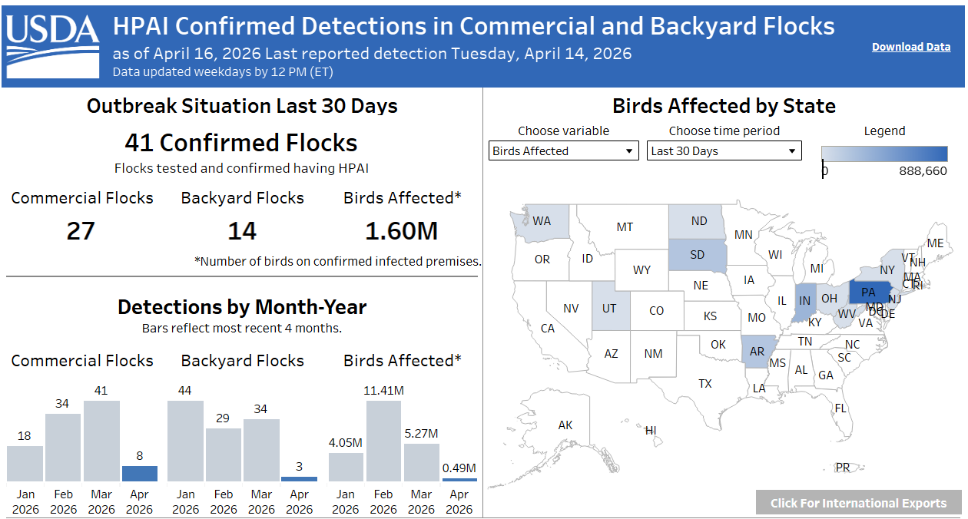 USDA
HPAI Confirmed Detections in Commercial and Backyard Flocks
as of April 16, 2026 Last reported detection Tuesday, April 14, 2026
Data updated weekdays by 12 PM (ET)
Download Data
Outbreak Situation Last 30 Days
41 Confirmed Flocks
Flocks tested and confirmed having HPAI
Commercial Flocks Backyard Flocks Birds Affected*
27 14 1.60M
*Number of birds on confirmed infected premises.
Detections by Month-Year
Bars reflect most recent 4 months.
Commercial Flocks Backyard Flocks Birds Affected*
18 34 41 8
44 29 34 3
4.05M 11.41M 5.27M 0.49M
Jan Feb Mar Apr Jan Feb Mar Apr Jan Feb Mar Apr
2026 2026 2026 2026 2026 2026 2026 2026 2026 2026 2026 2026
Birds Affected by State
Choose variable Choose time period Legend
Birds Affected Last 30 Days
0 888,660
WA MT ND MN ME
OR ID WY SD WI MI NY VT NH MA CT RI
NV UT CO NE IA IL IN OH PA NJ
CA KS MO KY WV VA MD DC DE
AZ NM OK AR TN NC SC
TX LA MS AL GA FL
AK HI PR
Click For International Exports